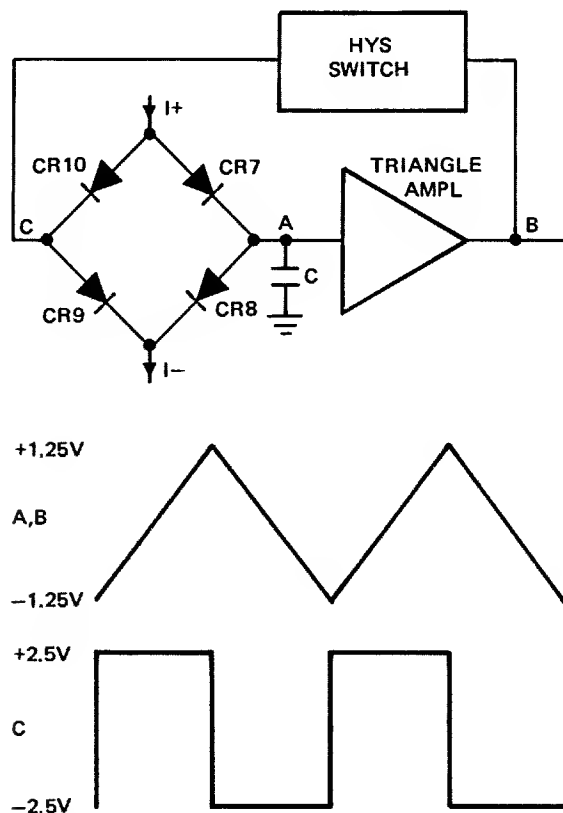 HYS
SWITCH
I+
CR10
CR7
TRIANGLE
AMPL
C
A
B
C
CR9
CR8
I−
+1,25V
A,B
−1,25V
+2.5V
C
−2.5V